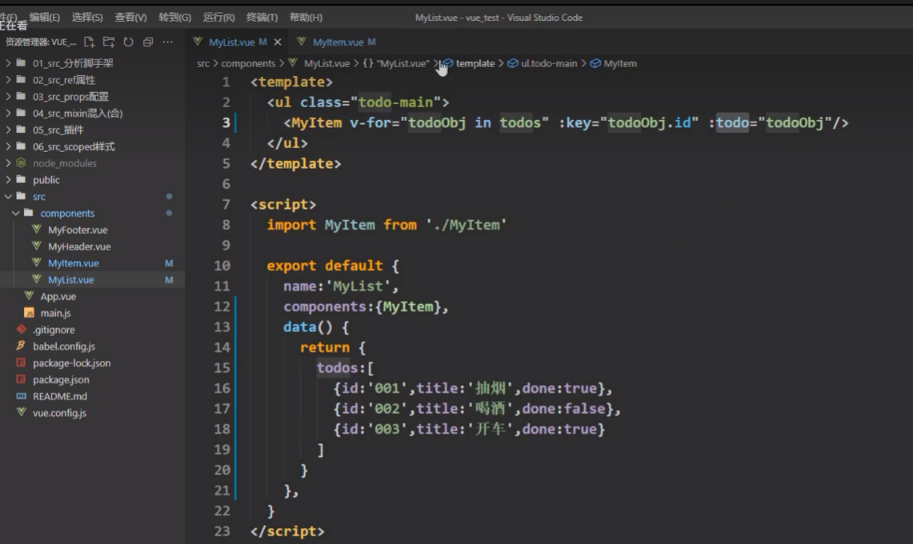 编辑(E) 选择(S) 查看(V) 转到(G) 运行(R) 终端(T) 帮助(H) MyList.vue - vue_test - Visual Studio Code
正在看
资源管理器: VUE_... MyList.vue M × MyItem.vue M
src > components > MyList.vue > {} "MyList.vue" > template > ul.todo-main > MyItem
01_src_分析脚手架
02_src_ref属性
03_src_props配置
04_src_mixin混入(合)
05_src_插件
06_src_scoped样式
node_modules
public
src
components
MyFooter.vue
MyHeader.vue
MyItem.vue M
MyList.vue M
App.vue
main.js
.gitignore
babel.config.js
package-lock.json
package.json
README.md
vue.config.js
1 <template>
2 <ul class="todo-main">
3 <MyItem v-for="todoObj in todos" :key="todoObj.id" :todo="todoObj"/>
4 </ul>
5 </template>
6
7 <script>
8 import MyItem from './MyItem'
9
10 export default {
11 name:'MyList',
12 components:{MyItem},
13 data() {
14 return {
15 todos:[
16 {id:'001',title:'抽烟',done:true},
17 {id:'002',title:'喝酒',done:false},
18 {id:'003',title:'开车',done:true}
19 ]
20 }
21 },
22 }
23 </script>